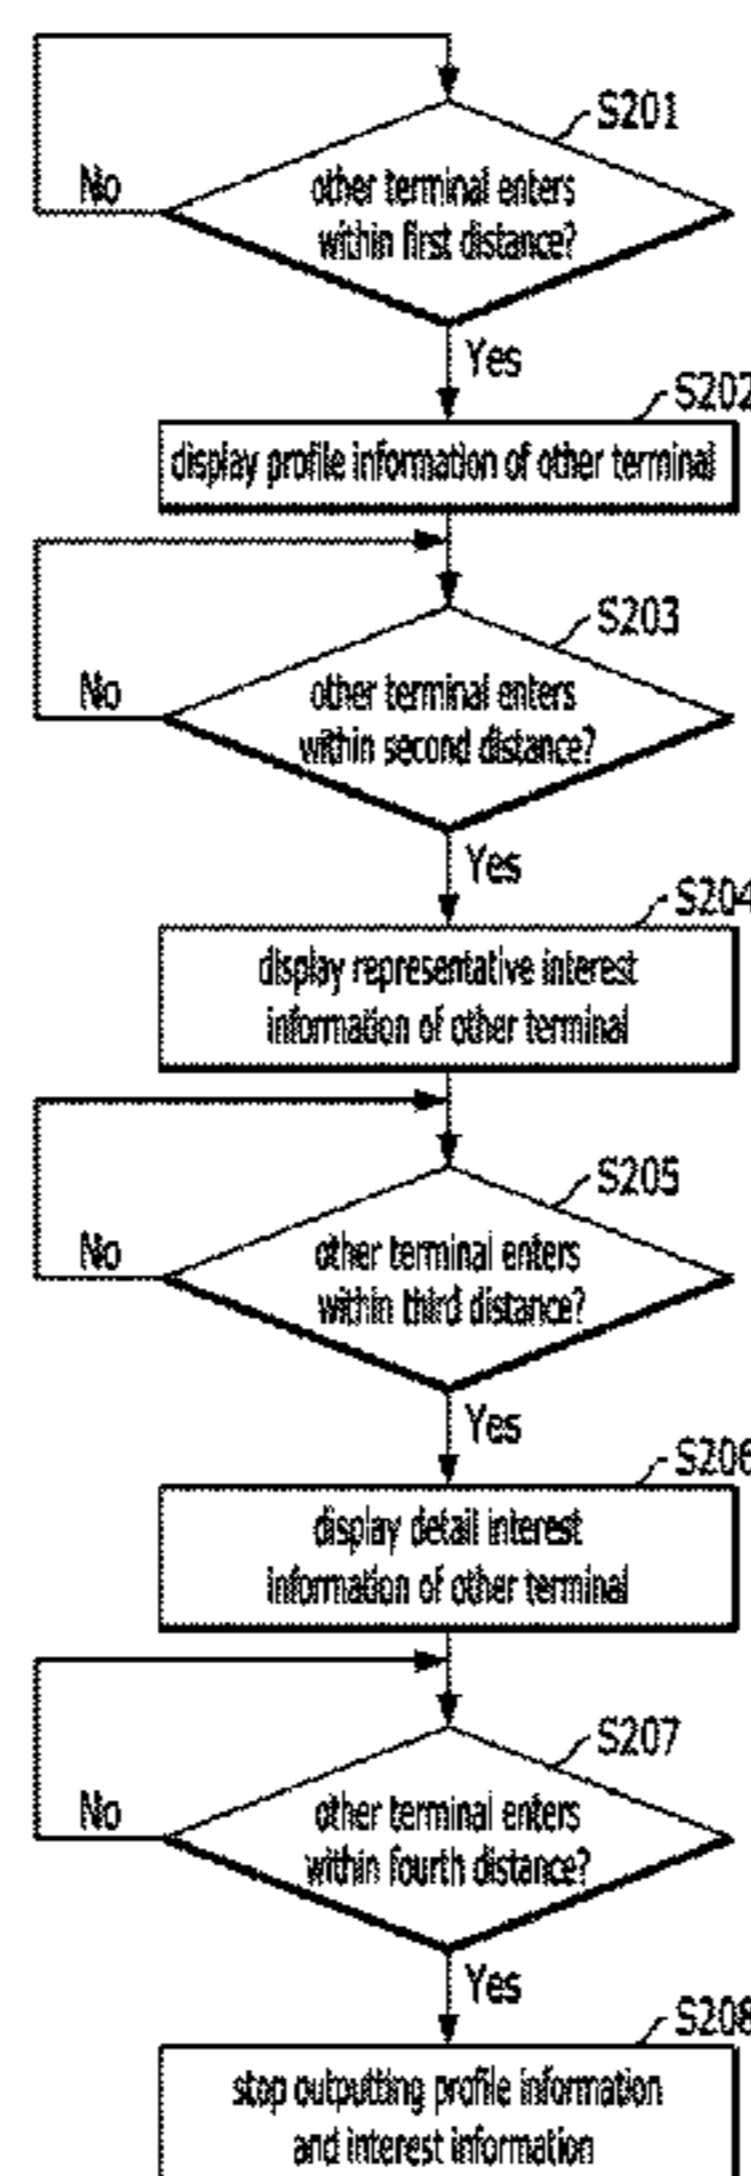 S201
other terminal enters
within first distance?
No
Yes
S202
display profile information of other terminal
S203
other terminal enters
within second distance?
No
Yes
S204
display representative interest
information of other terminal
S205
other terminal enters
within third distance?
No
Yes
S206
display detail interest
information of other terminal
S207
other terminal enters
within fourth distance?
No
Yes
S208
stop outputting profile information
and interest information